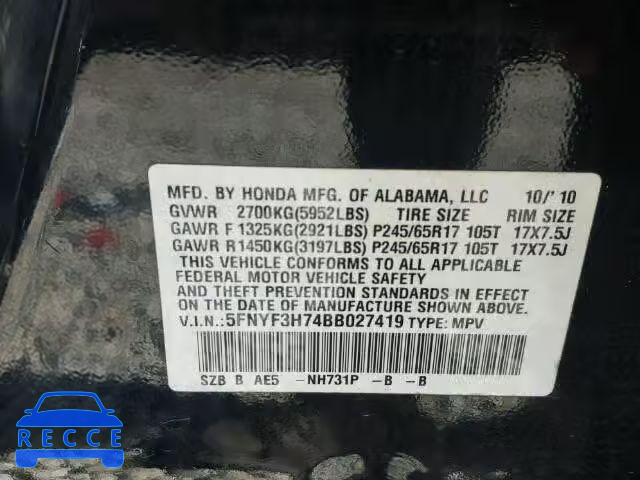 MFD. BY HONDA MFG. OF ALABAMA, LLC 10/'10
GVWR 2700KG(5952LBS) TIRE SIZE RIM SIZE
GAWR F 1325KG(2921LBS) P245/65R17 105T 17X7.5J
GAWR R 1450KG(3197LBS) P245/65R17 105T 17X7.5J
THIS VEHICLE CONFORMS TO ALL APPLICABLE
FEDERAL MOTOR VEHICLE SAFETY
AND THEFT PREVENTION STANDARDS IN EFFECT
ON THE DATE OF MANUFACTURE SHOWN ABOVE.
V.I.N.:5FNYF3H74BB027419 TYPE: MPV
SZB B AE5 -NH731P -B -B
RECCE